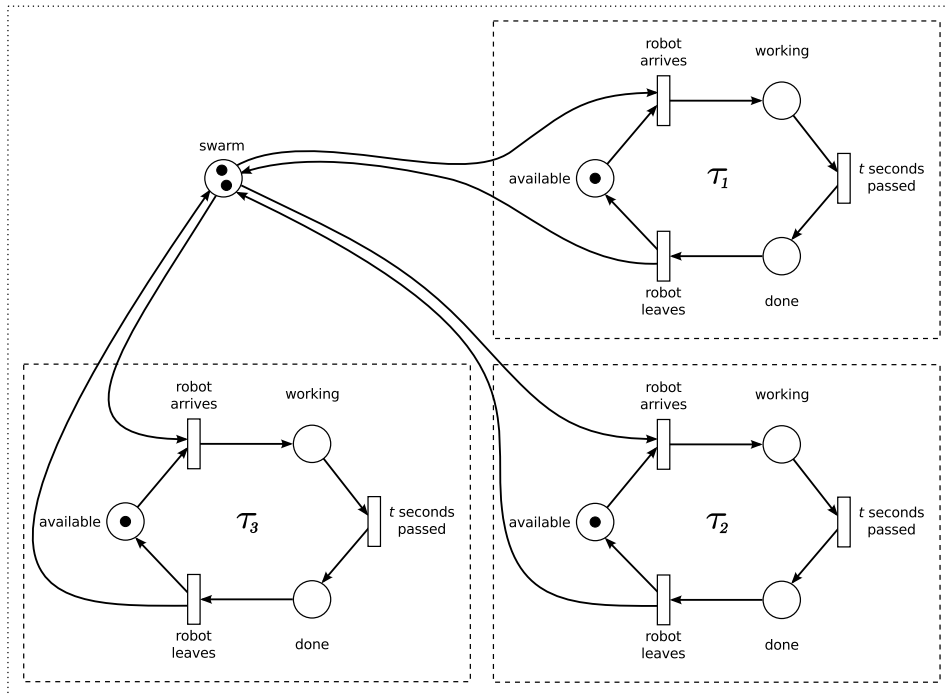 robot
arrives
working
swarm
available
τ1
t seconds
passed
robot
leaves
done
robot
arrives
working
available
τ3
t seconds
passed
robot
leaves
done
robot
arrives
working
available
τ2
t seconds
passed
robot
leaves
done